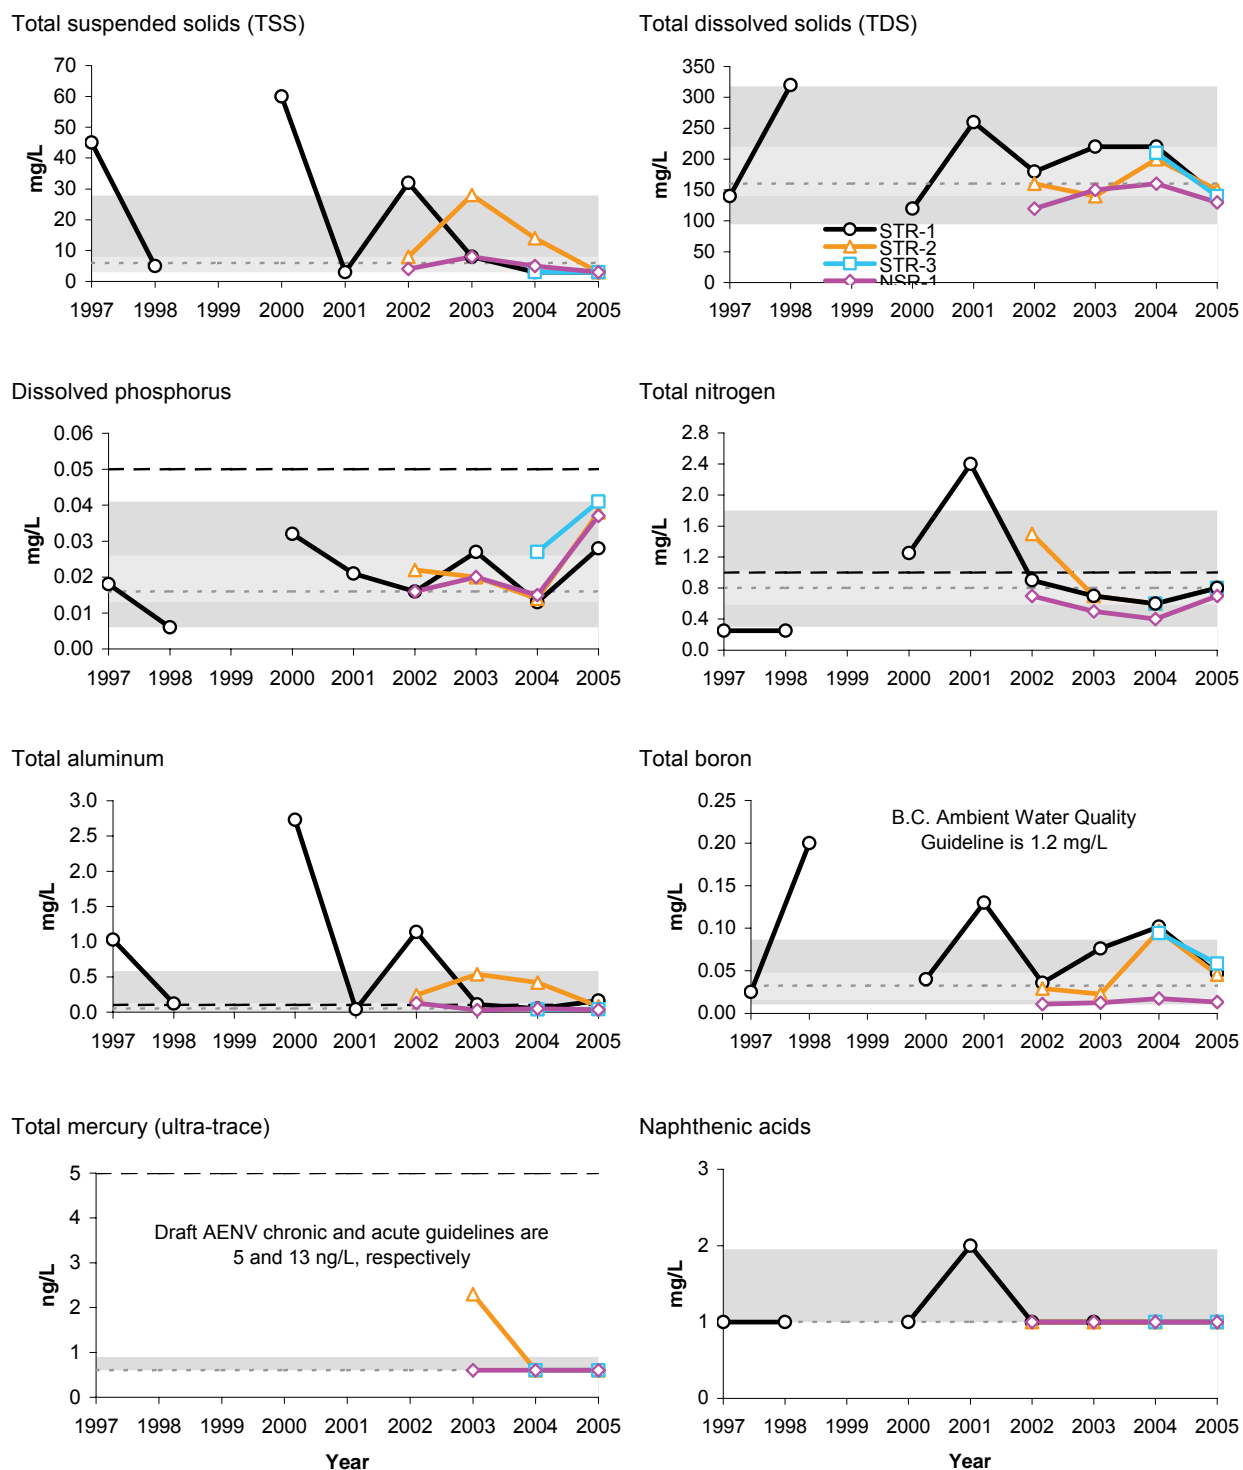 Total suspended solids (TSS)
70
60
50
40
30
20
10
0
mg/L
1997 1998 1999 2000 2001 2002 2003 2004 2005
Total dissolved solids (TDS)
350
300
250
200
150
100
50
0
mg/L
STR-1
STR-2
STR-3
NSR-1
1997 1998 1999 2000 2001 2002 2003 2004 2005
Dissolved phosphorus
0.06
0.05
0.04
0.03
0.02
0.01
0.00
mg/L
1997 1998 1999 2000 2001 2002 2003 2004 2005
Total nitrogen
2.8
2.4
2.0
1.6
1.2
0.8
0.4
0.0
mg/L
1997 1998 1999 2000 2001 2002 2003 2004 2005
Total aluminum
3.0
2.5
2.0
1.5
1.0
0.5
0.0
mg/L
1997 1998 1999 2000 2001 2002 2003 2004 2005
Total boron
0.25
0.20
0.15
0.10
0.05
0.00
mg/L
B.C. Ambient Water Quality
Guideline is 1.2 mg/L
1997 1998 1999 2000 2001 2002 2003 2004 2005
Total mercury (ultra-trace)
5
4
3
2
1
0
ng/L
Draft AENV chronic and acute guidelines are
5 and 13 ng/L, respectively
1997 1998 1999 2000 2001 2002 2003 2004 2005
Year
Naphthenic acids
3
2
1
0
mg/L
1997 1998 1999 2000 2001 2002 2003 2004 2005
Year